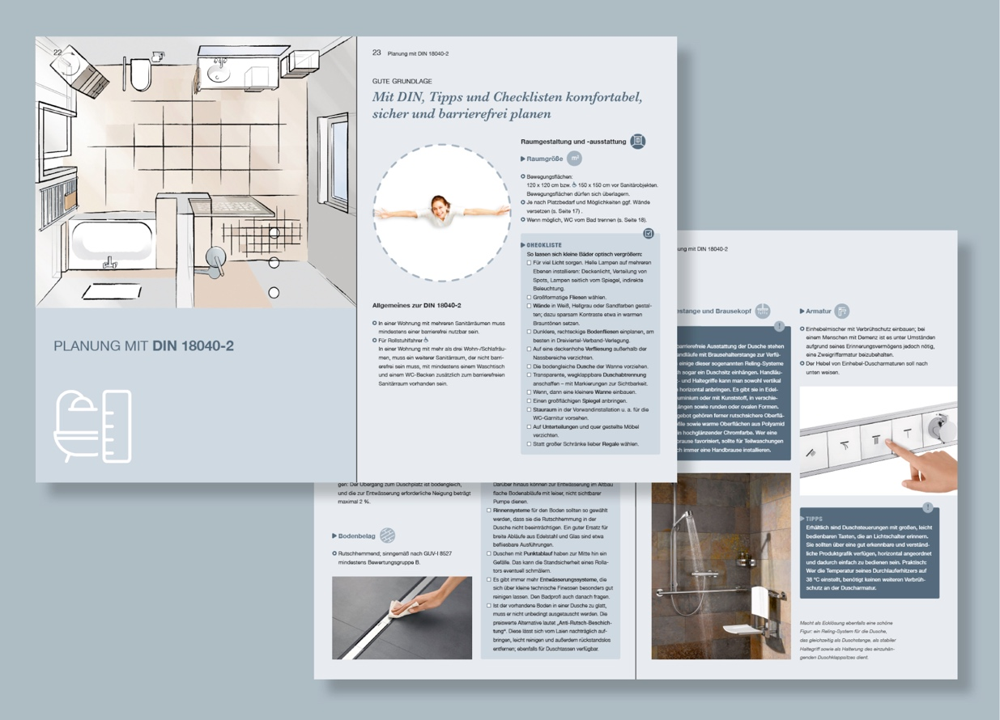 22
PLANUNG MIT DIN 18040-2
23 Planung mit DIN 18040-2
GUTE GRUNDLAGE
Mit DIN, Tipps und Checklisten komfortabel,
sicher und barrierefrei planen
Allgemeines zur DIN 18040-2
In einer Wohnung mit mehreren Sanitärräumen muss
mindestens einer barrierefrei nutzbar sein.
Für Rollstuhlfahrer
In einer Wohnung mit mehr als drei Wohn-/Schlafräu-
men, muss ein weiterer Sanitärraum, der nicht barri-
erefrei sein muss, mit mindestens einem Waschtisch
und einem WC-Becken zusätzlich zum barrierefreien
Sanitärraum vorhanden sein.
Raumgestaltung und -ausstattung
Raumgröße m²
Bewegungsflächen:
120 x 120 cm bzw. 150 x 150 cm vor Sanitärobjekten.
Bewegungsflächen dürfen sich überlagern.
Je nach Platzbedarf und Möglichkeiten ggf. Wände
versetzen (s. Seite 17) .
Wenn möglich, WC vom Bad trennen (s. Seite 18).
CHECKLISTE
So lassen sich kleine Bäder optisch vergrößern:
Für viel Licht sorgen. Helle Lampen auf mehreren
Ebenen installieren: Deckenlicht, Verteilung von
Spots, Lampen seitlich vom Spiegel, indirekte
Beleuchtung.
Großformatige Fliesen wählen.
Wände in Weiß, Hellgrau oder Sandfarben gestal-
ten; dazu sparsam Kontraste etwa in warmen
Brauntönen setzen.
Dunklere, rechteckige Bodenfliesen einplanen, am
besten in Dreiviertel-Verband-Verlegung.
Auf eine deckenhohe Verfliesung außerhalb der
Nassbereiche verzichten.
Die bodengleiche Dusche der Wanne vorziehen.
Transparente, wegklappbare Duschabtrennung
anschaffen – mit Markierungen zur Sichtbarkeit.
Wenn, dann eine kleinere Wanne einbauen.
Einen großflächigen Spiegel anbringen.
Stauraum in der Vorwandinstallation u. a. für die
WC-Garnitur vorsehen.
Auf Unterteilungen und quer gestellte Möbel
verzichten.
Statt großer Schränke lieber Regale wählen.
gen: Der Übergang zum Duschplatz ist bodengleich,
und die zur Entwässerung erforderliche Neigung beträgt
maximal 2 %.
Bodenbelag
Rutschhemmend; sinngemäß nach GUV-I 8527
mindestens Bewertungsgruppe B.
Darüber hinaus können zur Entwässerung im Altbau
flache Bodenabläufe mit leiser, nicht sichtbarer
Pumpe dienen.
Rinnensysteme für den Boden sollten so gewählt
werden, dass sie die Rutschhemmung in der
Dusche nicht beeinträchtigen. Ein guter Ersatz für
breite Abläufe aus Edelstahl und Glas sind etwa
befliesbare Ausführungen.
Duschen mit Punktablauf haben zur Mitte hin ein
Gefälle. Das kann die Standsicherheit eines Rolla-
tors eventuell schmälern.
Es gibt immer mehr Entwässerungssysteme, die
sich über kleine technische Finessen besonders gut
reinigen lassen. Den Badprofi auch danach fragen.
Ist der vorhandene Boden in einer Dusche zu glatt,
muss er nicht unbedingt ausgetauscht werden. Die
preiswerte Alternative lautet „Anti-Rutsch-Beschich-
tung“. Diese lässt sich vom Laien nachträglich auf-
bringen, leicht reinigen und außerdem rückstandslos
entfernen; ebenfalls für Duschtassen verfügbar.
ung mit DIN 18040-2
estange und Brausekopf
!
barrierefreie Ausstattung der Dusche stehen
andläufe mit Brausehalterstange zur Verfü-
einige dieser sogenannten Reling-Systeme
h sogar ein Duschsitz einhängen. Handläu-
- und Haltegriffe kann man sowohl vertikal
horizontal anbringen. Es gibt sie in Edel-
uminium oder mit Kunststoff, in verschie-
ängen sowie runden oder ovalen Formen.
gebot gehören ferner rutschsichere Oberflä-
file sowie warme Oberflächen aus Polyamid
in hochglänzender Chromfarbe. Wer eine
brause favorisiert, sollte für Teilwaschungen
ch immer eine Handbrause installieren.
Armatur
Einhebelmischer mit Verbrühschutz einbauen; bei
einem Menschen mit Demenz ist es unter Umständen
aufgrund seines Erinnerungsvermögens jedoch nötig,
eine Zweigriffarmatur beizubehalten.
Der Hebel von Einhebel-Duscharmaturen soll nach
unten weisen.
!
TIPPS
Erhältlich sind Duschsteuerungen mit großen, leicht
bedienbaren Tasten, die an Lichtschalter erinnern.
Sie sollten über eine gut erkennbare und verständ-
liche Produktgrafik verfügen, horizontal angeordnet
und dadurch einfach zu bedienen sein. Praktisch:
Wer die Temperatur seines Durchlauferhitzers auf
38 °C einstellt, benötigt keinen weiteren Verbrüh-
schutz an der Duscharmatur.
Macht als Ecklösung ebenfalls eine schöne
Figur: ein Reling-System für die Dusche,
das gleichzeitig als Duschstange, als stabiler
Haltegriff sowie als Halterung des einzuhän-
genden Duschklappsitzes dient.